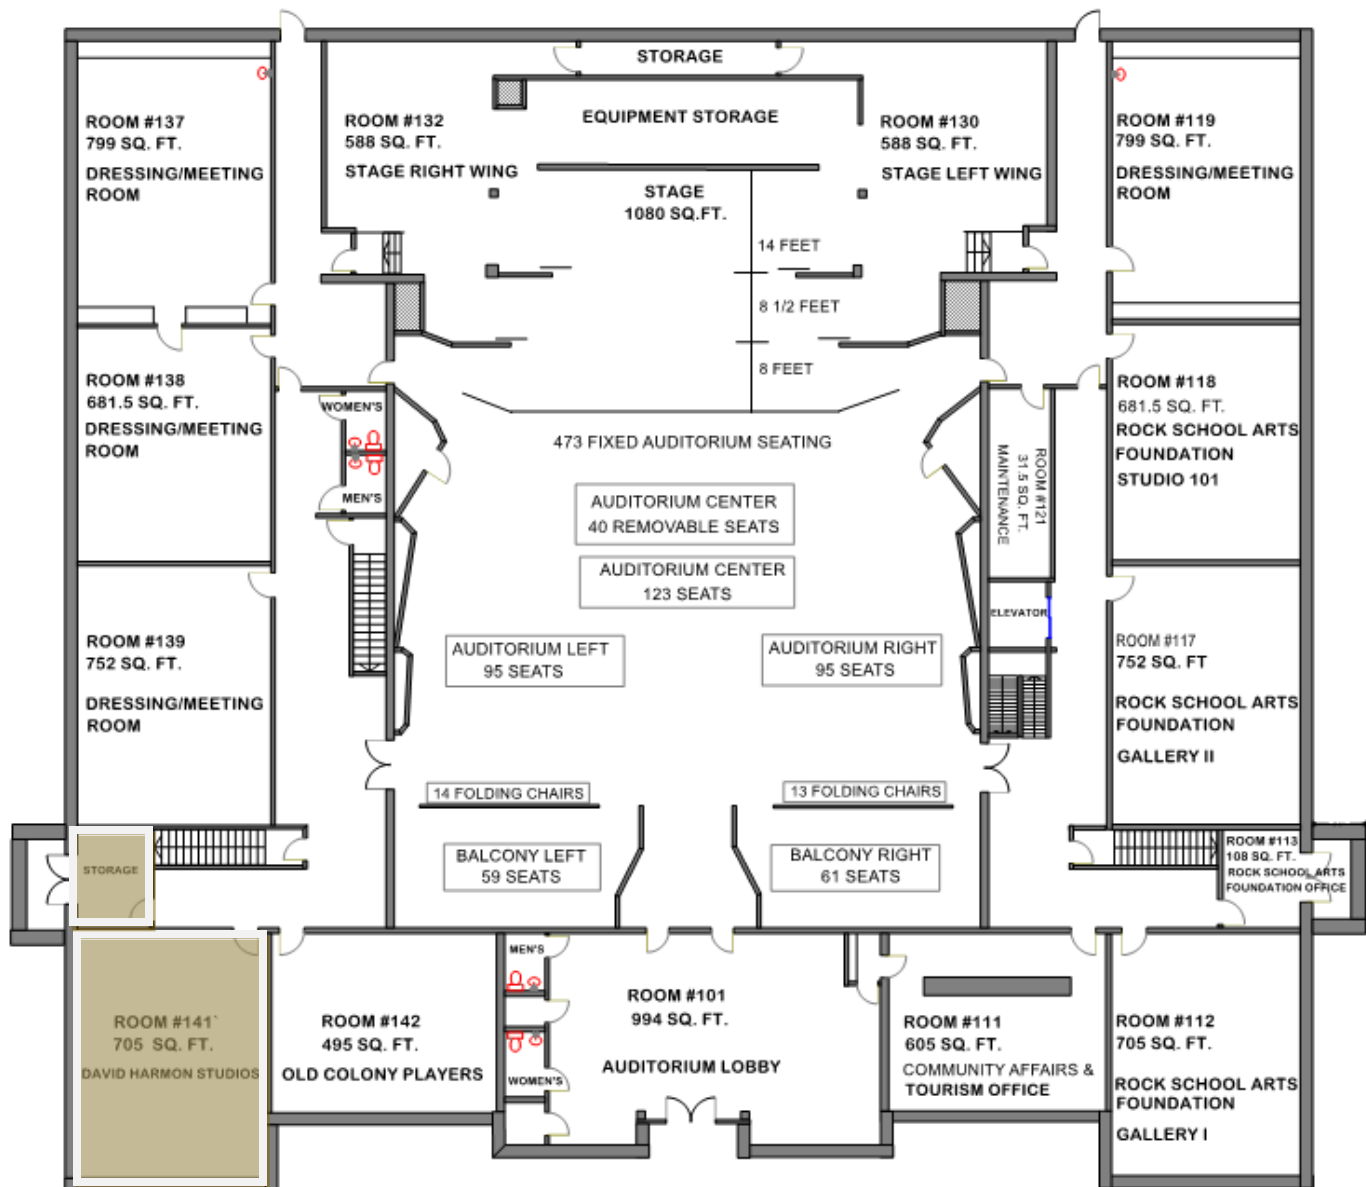 STORAGE
EQUIPMENT STORAGE
ROOM #137
799 SQ. FT.
DRESSING/MEETING
ROOM
ROOM #132
588 SQ. FT.
STAGE RIGHT WING
STAGE
1080 SQ.FT.
ROOM #130
588 SQ. FT.
STAGE LEFT WING
ROOM #119
799 SQ. FT.
DRESSING/MEETING
ROOM
14 FEET
8 1/2 FEET
8 FEET
ROOM #138
681.5 SQ. FT.
DRESSING/MEETING
ROOM
WOMEN'S
MEN'S
473 FIXED AUDITORIUM SEATING
AUDITORIUM CENTER
40 REMOVABLE SEATS
AUDITORIUM CENTER
123 SEATS
ROOM #121
31.5 SQ. FT.
MAINTENANCE
ROOM #118
681.5 SQ. FT.
ROCK SCHOOL ARTS
FOUNDATION
STUDIO 101
ELEVATOR
ROOM #139
752 SQ. FT.
DRESSING/MEETING
ROOM
AUDITORIUM LEFT
95 SEATS
AUDITORIUM RIGHT
95 SEATS
ROOM #117
752 SQ. FT
ROCK SCHOOL ARTS
FOUNDATION
GALLERY II
14 FOLDING CHAIRS
13 FOLDING CHAIRS
STORAGE
BALCONY LEFT
59 SEATS
BALCONY RIGHT
61 SEATS
ROOM #113
108 SQ. FT.
ROCK SCHOOL ARTS
FOUNDATION OFFICE
ROOM #141`
705 SQ. FT.
DAVID HARMON STUDIOS
ROOM #142
495 SQ. FT.
OLD COLONY PLAYERS
MEN'S
WOMEN'S
ROOM #101
994 SQ. FT.
AUDITORIUM LOBBY
ROOM #111
605 SQ. FT.
COMMUNITY AFFAIRS &
TOURISM OFFICE
ROOM #112
705 SQ. FT.
ROCK SCHOOL ARTS
FOUNDATION
GALLERY I